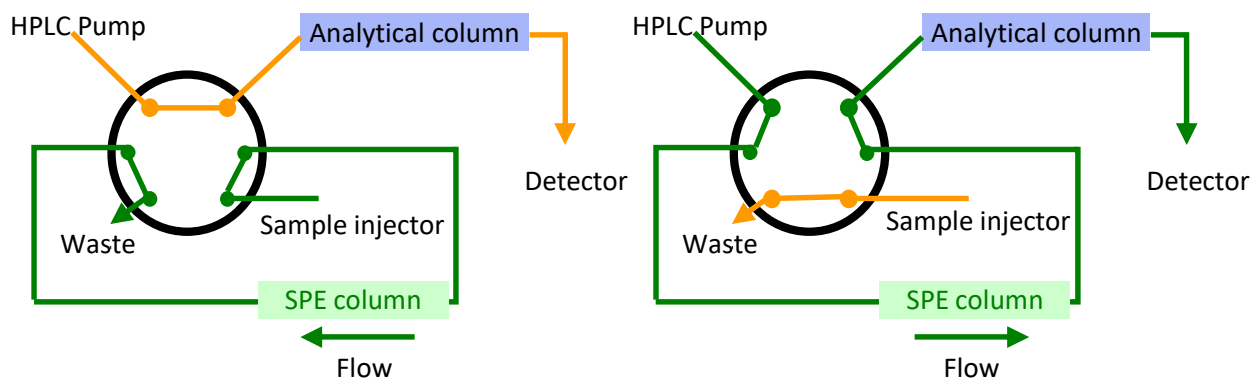 HPLC Pump
Analytical column
Detector
Sample injector
Waste
SPE column
Flow
HPLC Pump
Analytical column
Detector
Sample injector
Waste
SPE column
Flow